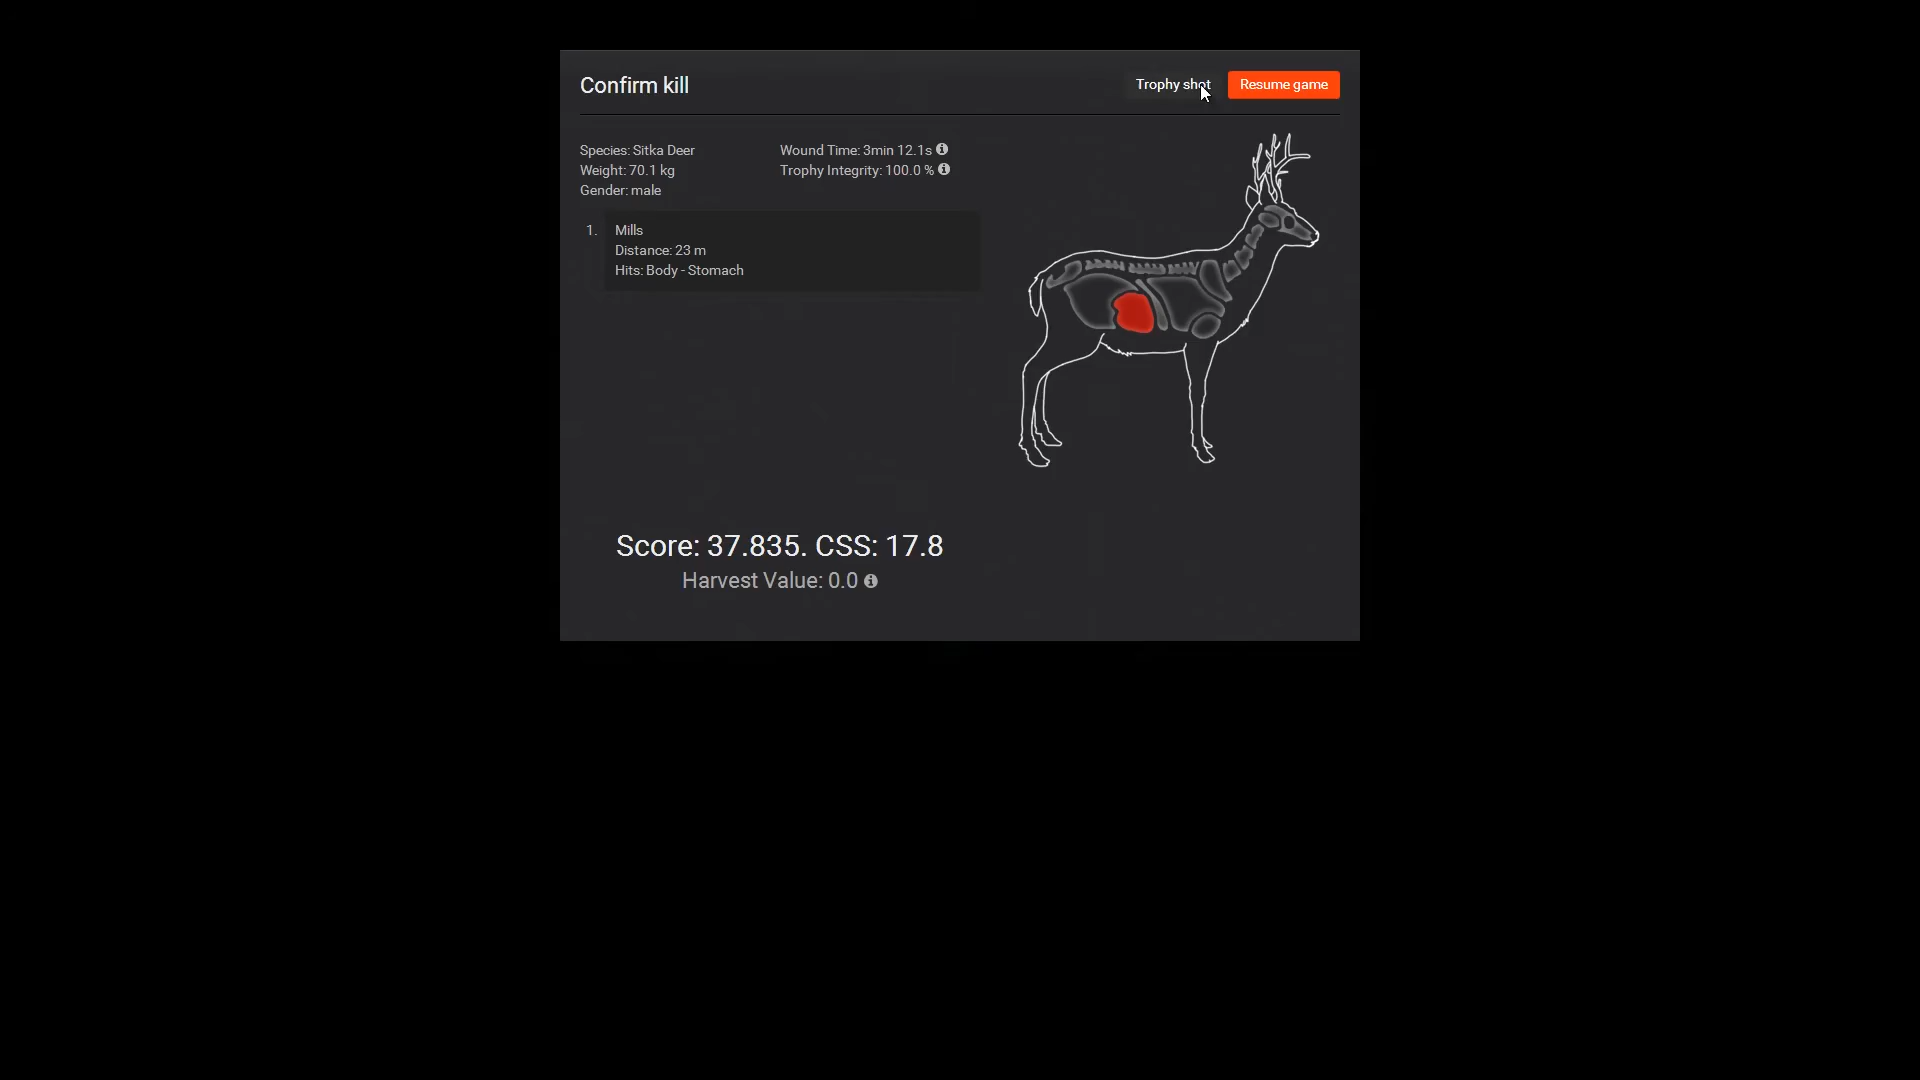 Confirm kill
Trophy shot
Resume game
Species: Sitka Deer
Weight: 70.1 kg
Gender: male
Wound Time: 3min 12.1s
Trophy Integrity: 100.0 %
1. Mills
Distance: 23 m
Hits: Body - Stomach
Score: 37.835. CSS: 17.8
Harvest Value: 0.0